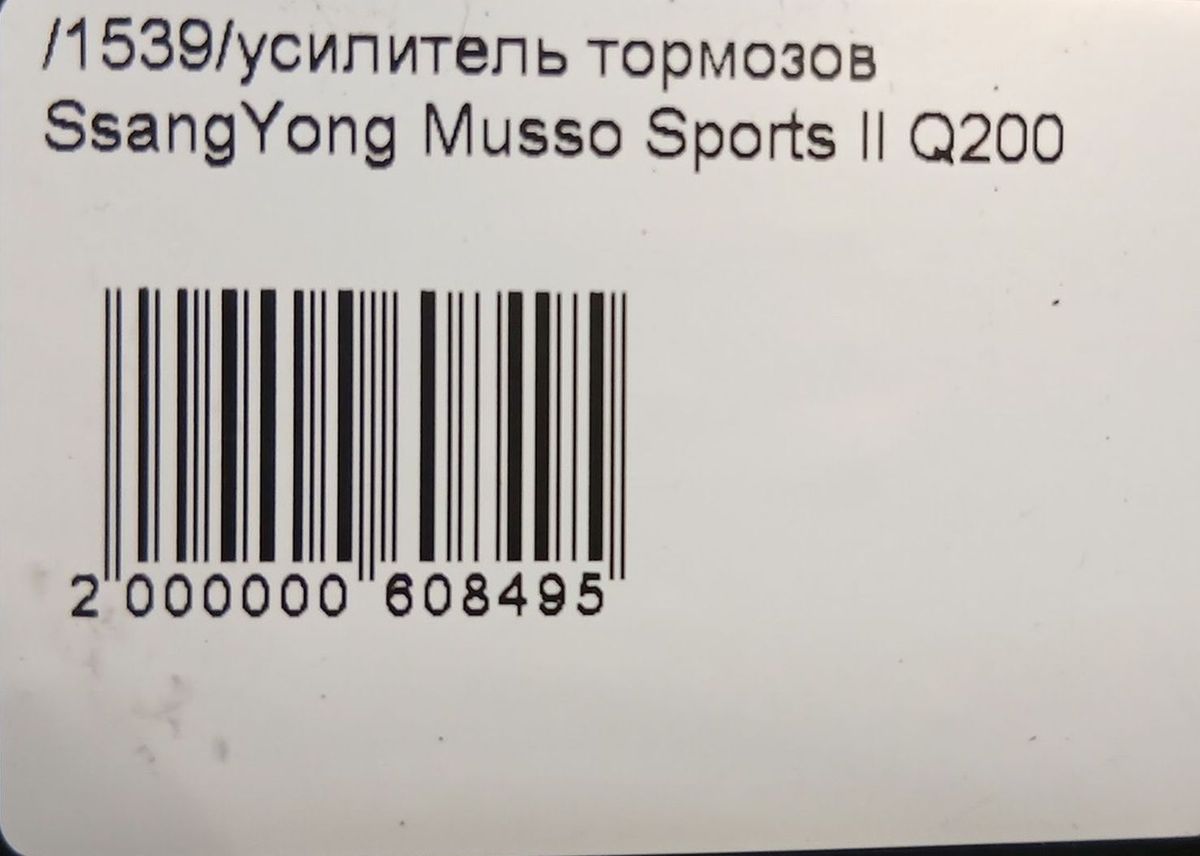 /1539/усилитель тормозов
SsangYong Musso Sports II Q200
2 000000 608495